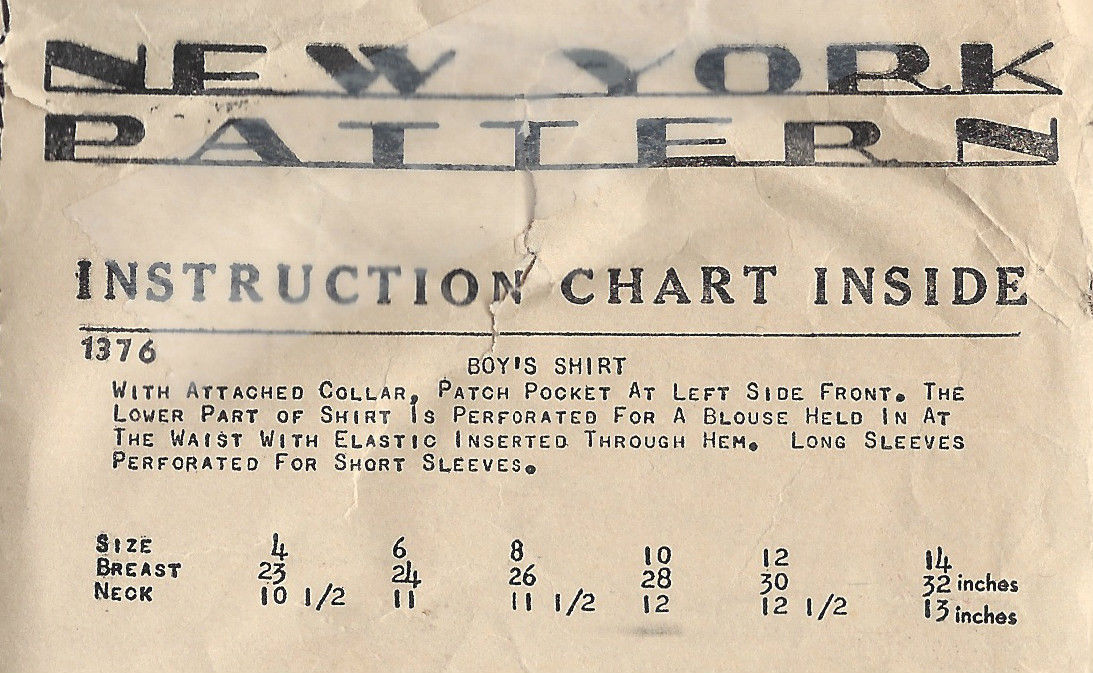 NEW YORK
PATTERN
INSTRUCTION CHART INSIDE
1376
BOY'S SHIRT
WITH ATTACHED COLLAR, PATCH POCKET AT LEFT SIDE FRONT. THE
LOWER PART OF SHIRT IS PERFORATED FOR A BLOUSE HELD IN AT
THE WAIST WITH ELASTIC INSERTED THROUGH HEM. LONG SLEEVES
PERFORATED FOR SHORT SLEEVES.
SIZE 4 6 8 10 12 14
BREAST 23 24 26 28 30 32 inches
NECK 10 1/2 11 11 1/2 12 12 1/2 13 inches